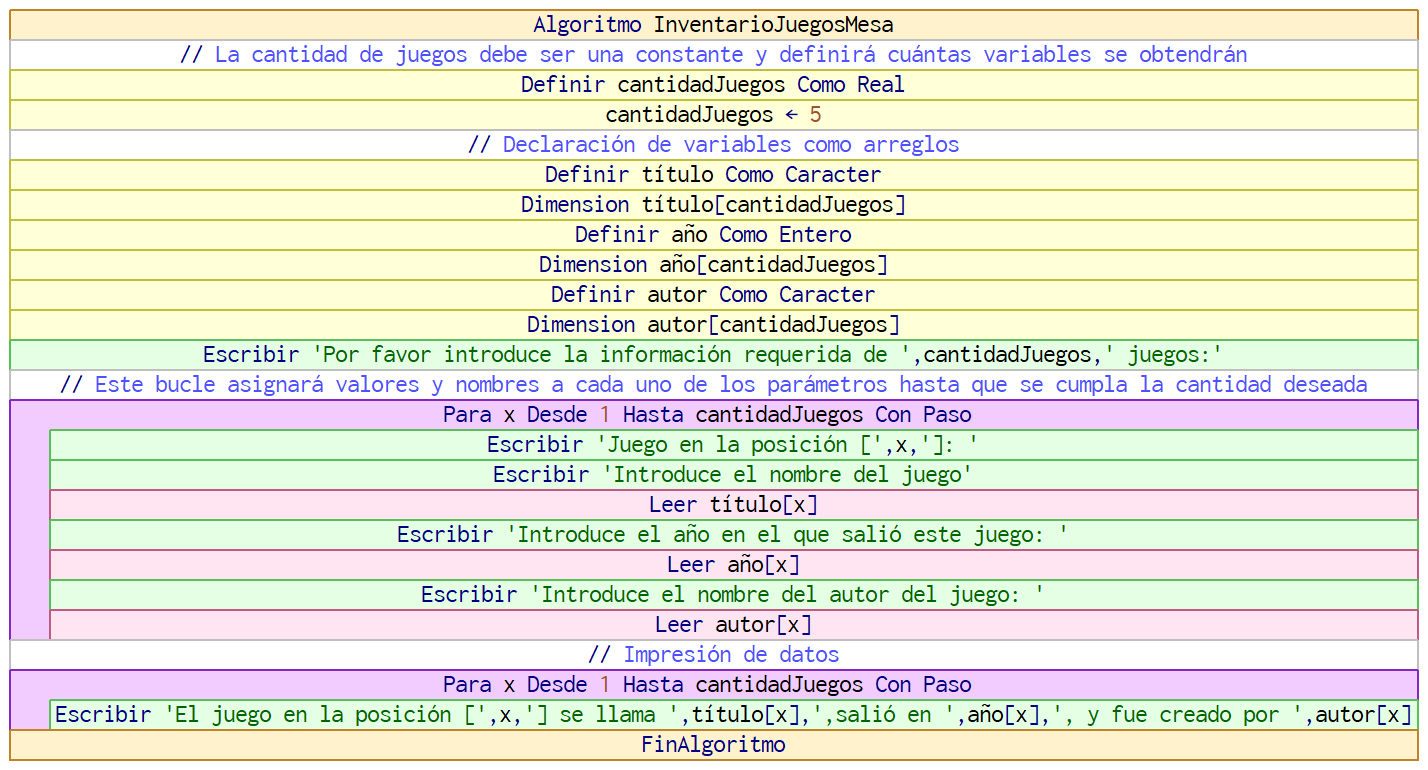 Algoritmo InventarioJuegosMesa
// La cantidad de juegos debe ser una constante y definirá cuántas variables se obtendrán
Definir cantidadJuegos Como Real
cantidadJuegos ← 5
// Declaración de variables como arreglos
Definir título Como Caracter
Dimension título[cantidadJuegos]
Definir año Como Entero
Dimension año[cantidadJuegos]
Definir autor Como Caracter
Dimension autor[cantidadJuegos]
Escribir 'Por favor introduce la información requerida de ',cantidadJuegos,' juegos:'
// Este bucle asignará valores y nombres a cada uno de los parámetros hasta que se cumpla la cantidad deseada
Para x Desde 1 Hasta cantidadJuegos Con Paso
Escribir 'Juego en la posición [',x,']: '
Escribir 'Introduce el nombre del juego'
Leer título[x]
Escribir 'Introduce el año en el que salió este juego: '
Leer año[x]
Escribir 'Introduce el nombre del autor del juego: '
Leer autor[x]
// Impresión de datos
Para x Desde 1 Hasta cantidadJuegos Con Paso
Escribir 'El juego en la posición [',x,'] se llama ',título[x],',salió en ',año[x],', y fue creado por ',autor[x]
FinAlgoritmo